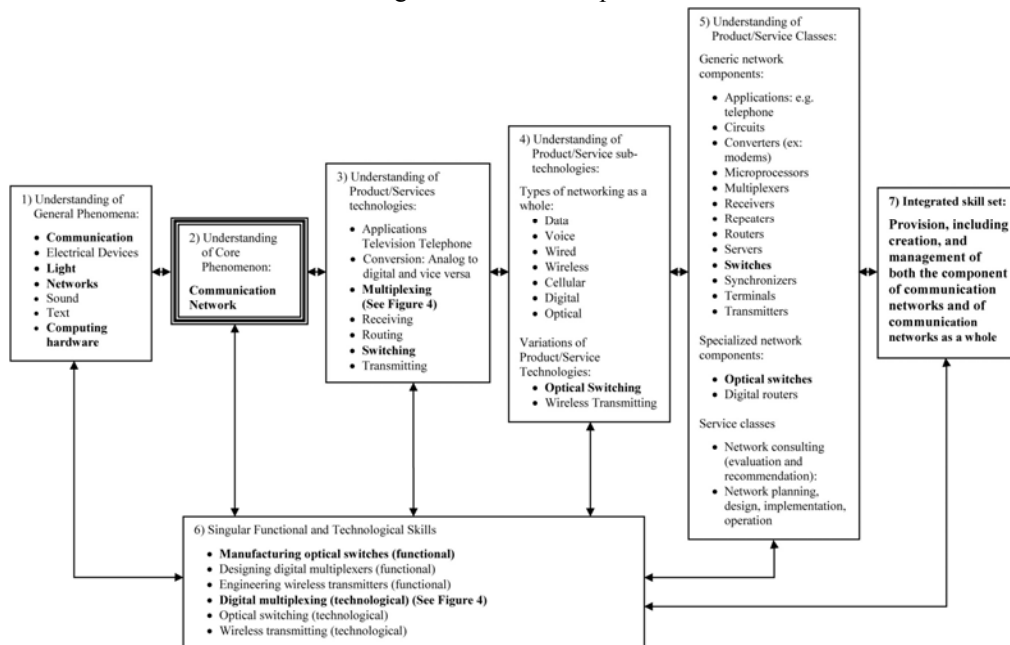 1) Understanding of
General Phenomena:
• Communication
• Electrical Devices
• Light
• Networks
• Sound
• Text
• Computing
hardware
2) Understanding
of Core
Phenomenon:
Communication
Network
3) Understanding of
Product/Services
technologies:
• Applications
Television Telephone
• Conversion: Analog to
digital and vice versa
• Multiplexing
(See Figure 4)
• Receiving
• Routing
• Switching
• Transmitting
4) Understanding of
Product/Service sub-
technologies:
Types of networking as a
whole:
• Data
• Voice
• Wired
• Wireless
• Cellular
• Digital
• Optical
Variations of
Product/Service
Technologies:
• Optical Switching
• Wireless Transmitting
5) Understanding of
Product/Service Classes:
Generic network
components:
• Applications: e.g.
telephone
• Circuits
• Converters (ex:
modems)
• Microprocessors
• Multiplexers
• Receivers
• Repeaters
• Routers
• Servers
• Switches
• Synchronizers
• Terminals
• Transmitters
Specialized network
components:
• Optical switches
• Digital routers
Service classes
• Network consulting
(evaluation and
recommendation):
• Network planning,
design, implementation,
operation
7) Integrated skill set:
Provision, including
creation, and
management of
both the component
of communication
networks and of
communication
networks as a whole
6) Singular Functional and Technological Skills
• Manufacturing optical switches (functional)
• Designing digital multiplexers (functional)
• Engineering wireless transmitters (functional)
• Digital multiplexing (technological) (See Figure 4)
• Optical switching (technological)
• Wireless transmitting (technological)